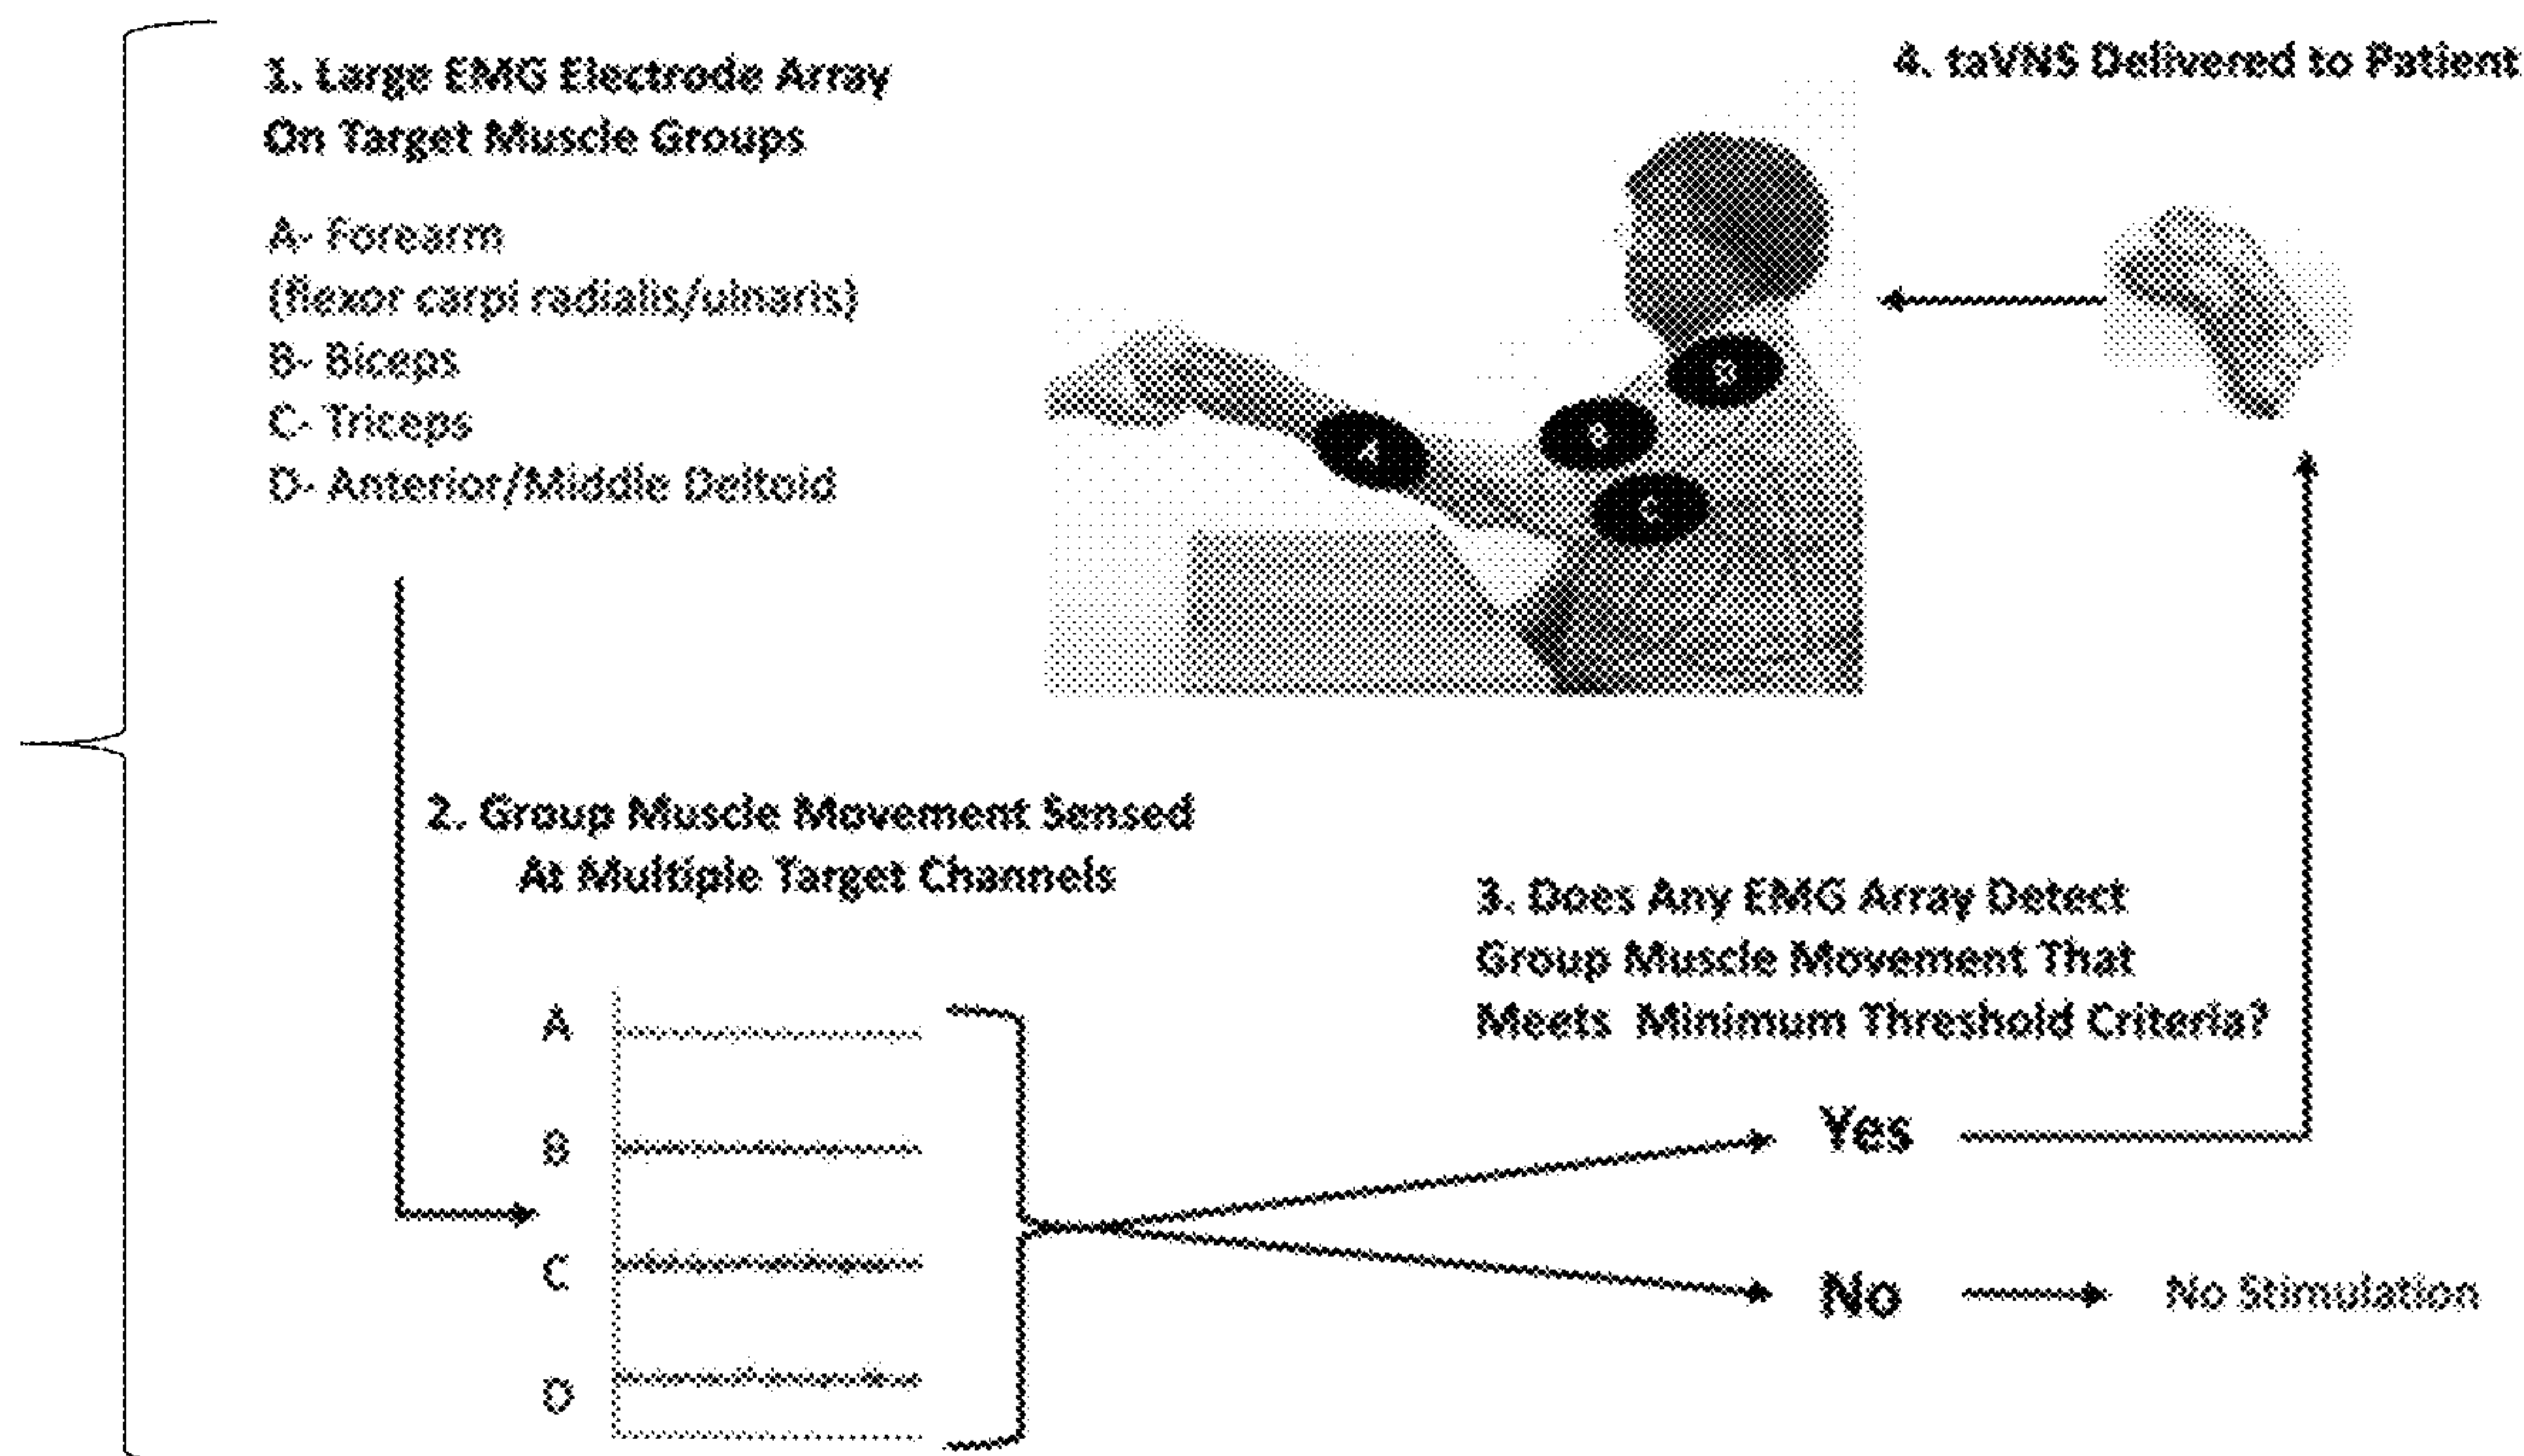 1. Large EMG Electrode Array
On Target Muscle Groups
A- Forearm
(flexor carpi radialis/ulnaris)
B- Biceps
C- Triceps
D- Anterior/Middle Deltoid
4. taVNS Delivered to Patient
2. Group Muscle Movement Sensed
At Multiple Target Channels
A
B
C
D
3. Does Any EMG Array Detect
Group Muscle Movement That
Meets Minimum Threshold Criteria?
Yes
No
No Stimulation